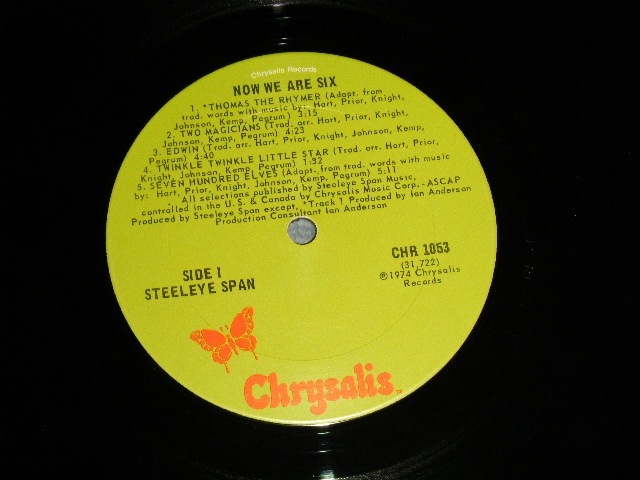 Chrysalis Records
NOW WE ARE SIX
1. *THOMAS THE RHYMER (Adapt. from
trad. words with music by: Hart, Prior, Knight,
Johnson, Kemp, Pegrum) 3:15
2. TWO MAGICIANS (Trad. arr. Hart, Prior, Knight,
Johnson, Kemp, Pegrum) 4:23
3. EDWIN (Trad. arr. Hart, Prior, Knight, Johnson, Kemp,
Pegrum) 4:40
4. TWINKLE TWINKLE LITTLE STAR (Trad. arr. Hart, Prior,
Knight, Johnson, Kemp, Pegrum) 1:32
5. SEVEN HUNDRED ELVES (Adapt. from trad. words with music
by: Hart, Prior, Knight, Johnson, Kemp, Pegrum) 5:11
All selections published by Steeleye Span Music,
controlled in the U.S. & Canada by Chrysalis Music Corp.-ASCAP
Produced by Steeleye Span except, *Track 1 Produced by Ian Anderson
Production Consultant Ian Anderson
SIDE 1
STEELEYE SPAN
CHR 1053
(31,722)
℗1974 Chrysalis
Records
Chrysalis™